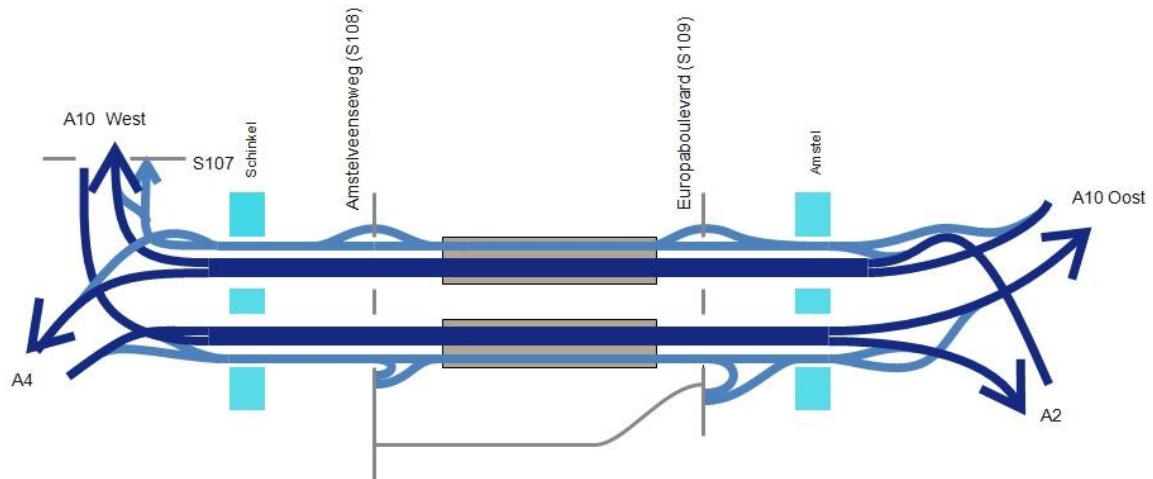 A10 West
S107
Schinkel
Amstelveenseweg (S108)
Europaboulevard (S109)
Amstel
A10 Oost
A4
A2